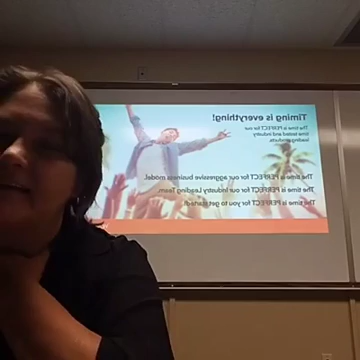 Timing is everything!
The time is PERFECT for our
time tested and industry
leading products.
The time is PERFECT for our aggressive business model.
The time is PERFECT for our Industry Leading Team.
The time is PERFECT for you to get started!